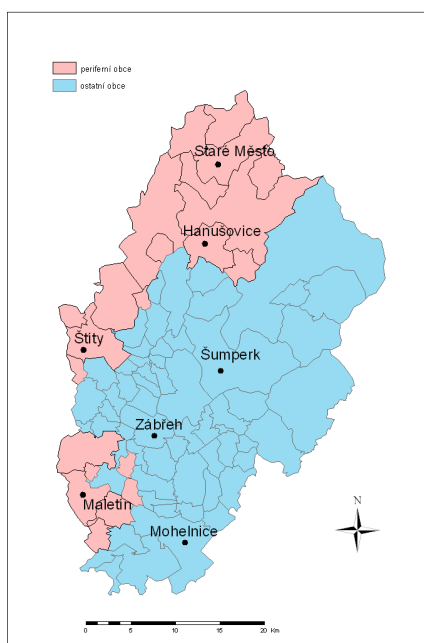 periferní obce
ostatní obce
Staré Město
Hanušovice
Štíty
Šumperk
Zábřeh
Maletín
Mohelnice
N
0 5 10 15 20 Km